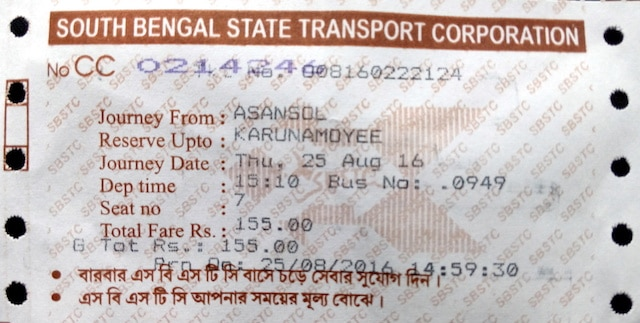 SOUTH BENGAL STATE TRANSPORT CORPORATION
No CC 0214246 No: 008160222124
Journey From : ASANSOL
Reserve Upto : KARUNAMOYEE
Journey Date : Thu, 25 Aug 16
Dep time : 15:10 Bus No: .0949
Seat no : 7
Total Fare Rs. : 155.00
G Tot Rs.: 155.00
Prn On: 25/08/2016 14:59:30
• বারবার এস বি এস টি সি বাসে চড়ে সেবার সুযোগ দিন।
• এস বি এস টি সি আপনার সময়ের মূল্য বোঝে।